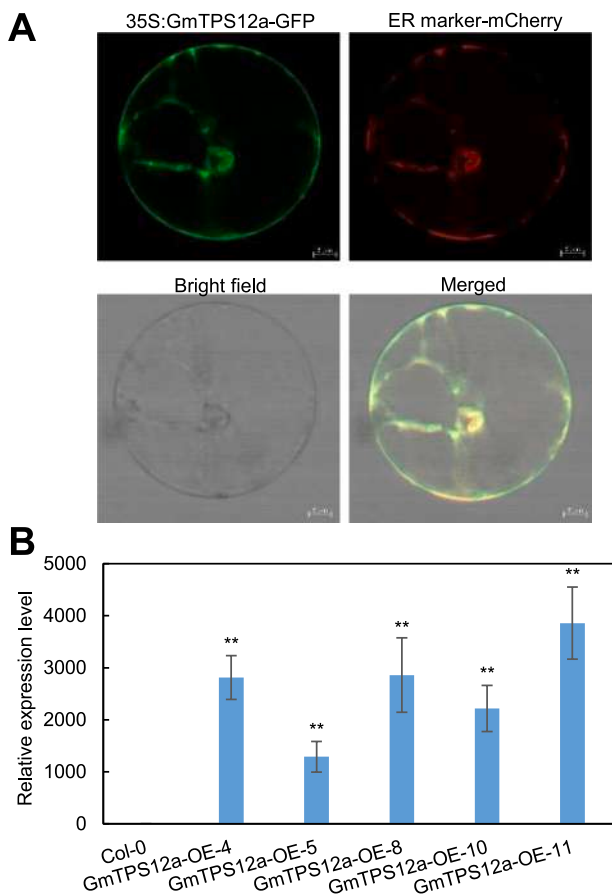 A
35S:GmTPS12a-GFP
ER marker-mCherry
Bright field
Merged
B
Relative expression level
5000
4000
3000
2000
1000
0
**
**
**
**
**
Col-0
GmTPS12a-OE-4
GmTPS12a-OE-5
GmTPS12a-OE-8
GmTPS12a-OE-10
GmTPS12a-OE-11